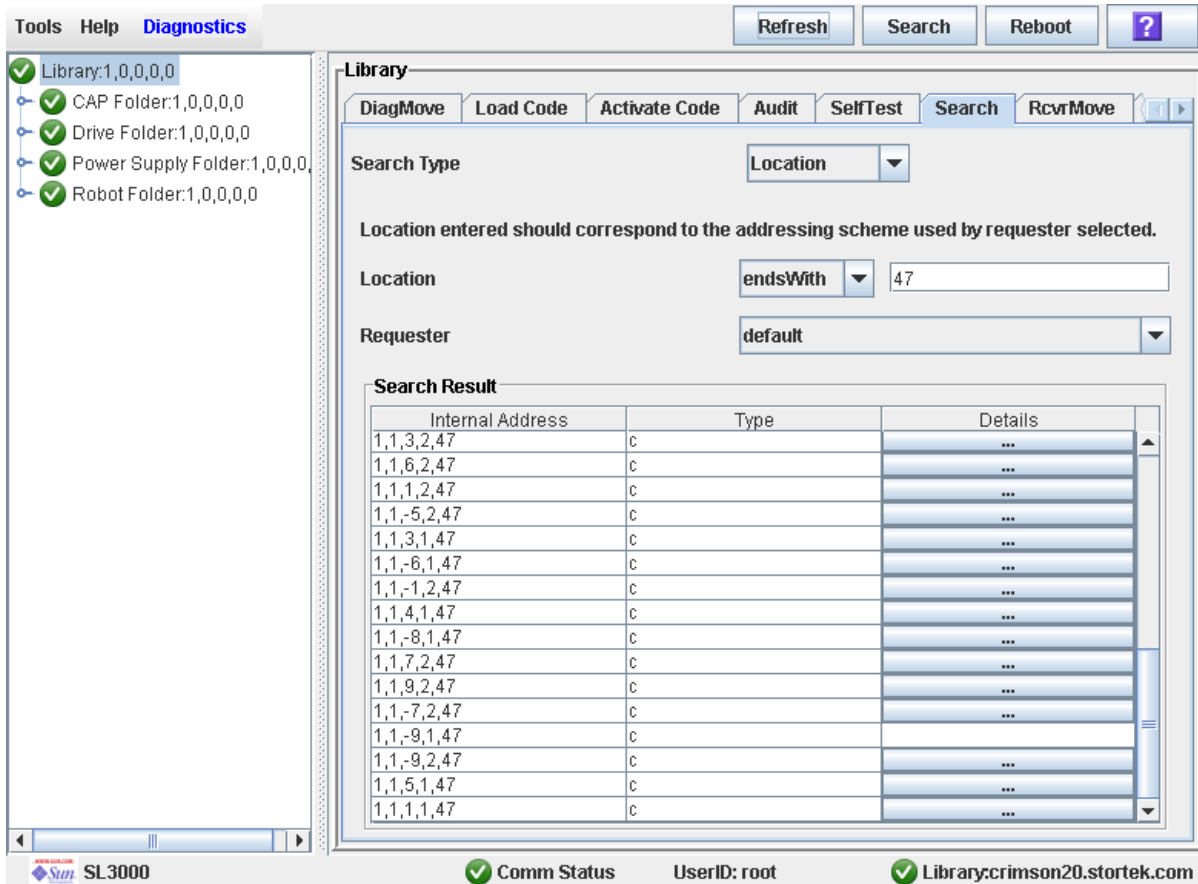 Tools Help Diagnostics Refresh Search Reboot ?
Library:1,0,0,0,0
CAP Folder:1,0,0,0,0
Drive Folder:1,0,0,0,0
Power Supply Folder:1,0,0,0,
Robot Folder:1,0,0,0,0
Library
DiagMove Load Code Activate Code Audit SelfTest Search RcvrMove
Search Type Location
Location entered should correspond to the addressing scheme used by requester selected.
Location endsWith 47
Requester default
Search Result
Internal Address Type Details
1,1,3,2,47 c ...
1,1,6,2,47 c ...
1,1,1,2,47 c ...
1,1,-5,2,47 c ...
1,1,3,1,47 c ...
1,1,-6,1,47 c ...
1,1,-1,2,47 c ...
1,1,4,1,47 c ...
1,1,-8,1,47 c ...
1,1,7,2,47 c ...
1,1,9,2,47 c ...
1,1,-7,2,47 c ...
1,1,-9,1,47 c
1,1,-9,2,47 c ...
1,1,5,1,47 c ...
1,1,1,1,47 c ...
Sun SL3000 Comm Status UserID: root Library:crimson20.stortek.com